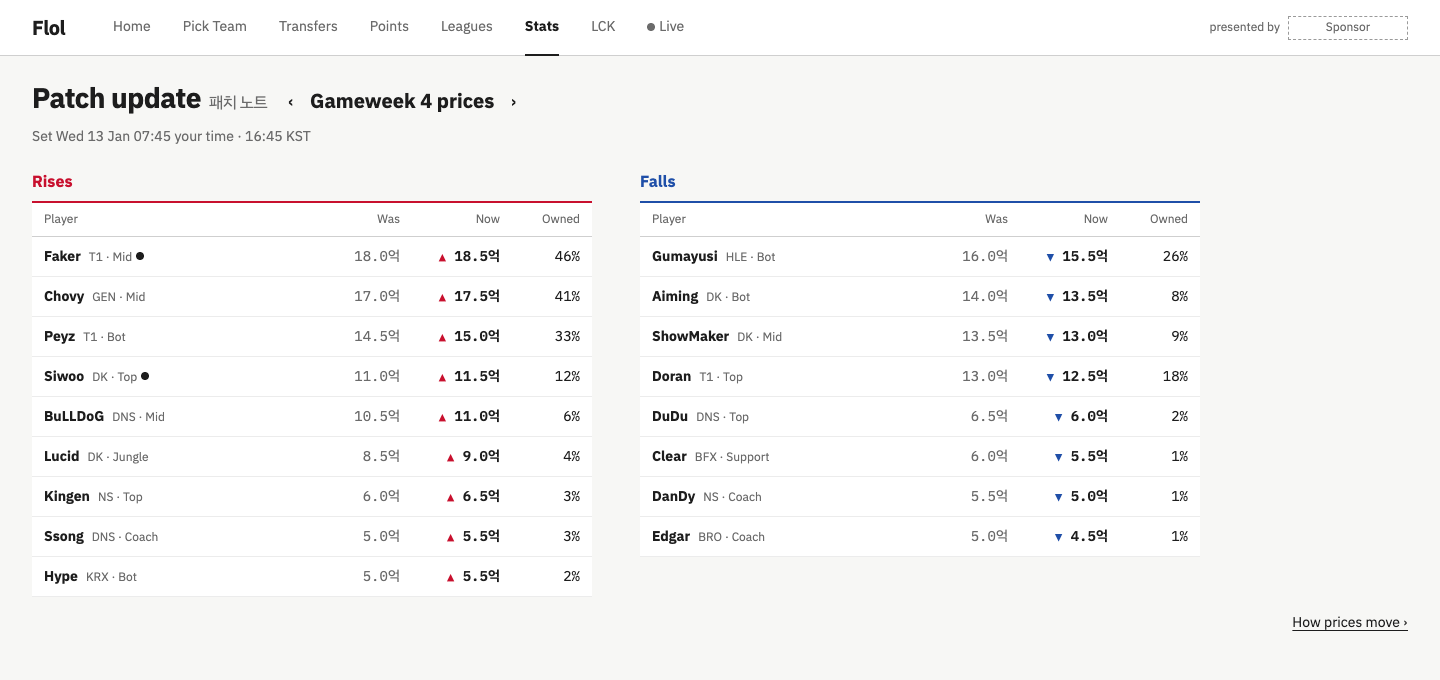 Flol Home Pick Team Transfers Points Leagues Stats LCK Live presented by Sponsor
Patch update 패치 노트 ‹ Gameweek 4 prices ›
Set Wed 13 Jan 07:45 your time · 16:45 KST
Rises
Player Was Now Owned
Faker T1 · Mid 18.0억 ▲ 18.5억 46%
Chovy GEN · Mid 17.0억 ▲ 17.5억 41%
Peyz T1 · Bot 14.5억 ▲ 15.0억 33%
Siwoo DK · Top 11.0억 ▲ 11.5억 12%
BuLLDoG DNS · Mid 10.5억 ▲ 11.0억 6%
Lucid DK · Jungle 8.5억 ▲ 9.0억 4%
Kingen NS · Top 6.0억 ▲ 6.5억 3%
Ssong DNS · Coach 5.0억 ▲ 5.5억 3%
Hype KRX · Bot 5.0억 ▲ 5.5억 2%
Falls
Player Was Now Owned
Gumayusi HLE · Bot 16.0억 ▼ 15.5억 26%
Aiming DK · Bot 14.0억 ▼ 13.5억 8%
ShowMaker DK · Mid 13.5억 ▼ 13.0억 9%
Doran T1 · Top 13.0억 ▼ 12.5억 18%
DuDu DNS · Top 6.5억 ▼ 6.0억 2%
Clear BFX · Support 6.0억 ▼ 5.5억 1%
DanDy NS · Coach 5.5억 ▼ 5.0억 1%
Edgar BRO · Coach 5.0억 ▼ 4.5억 1%
How prices move ›